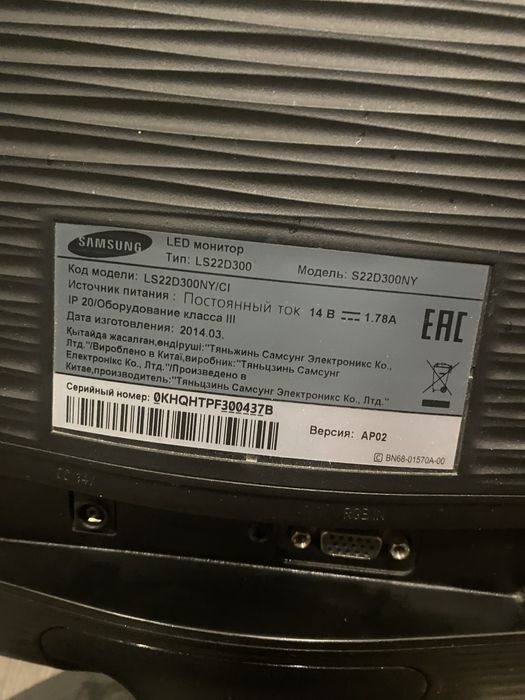 SAMSUNG
LED монитор
Тип: LS22D300 Модель: S22D300NY
Код модели: LS22D300NY/CI
Источник питания : Постоянный ток 14 В 1.78A
IP 20/Оборудование класса III
Дата изготовления: 2014.03.
Қытайда жасалған,өндіруші:"Тяньжинь Самсунг Электроникс Ко.,
Лтд."/Вироблено в Китаї,виробник:"Тяньцзинь Самсунг
Електронікс Ко., Лтд."/Произведено в
Китае,производитель:"Тяньцзинь Самсунг Электроникс Ко., Лтд."
EAC
Серийный номер: 0KHQHTPF300437B
Версия: AP02
© BN68-01570A-00
DC 14V
RGB IN